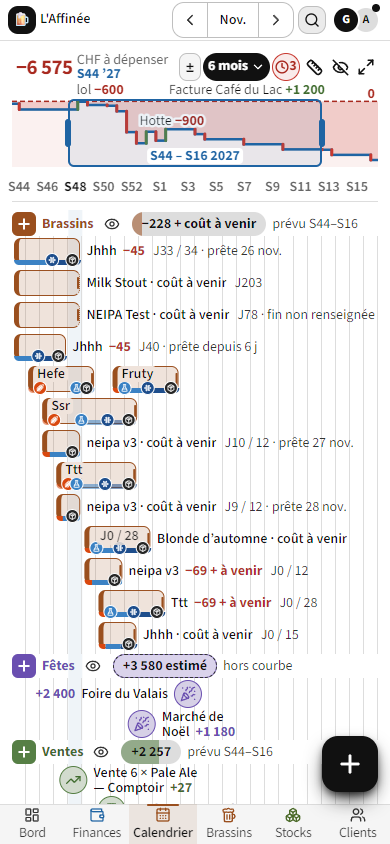 L'Affinée
Nov.
G
A
−6 575 CHF à dépenser
S44 ’27
± 6 mois 3
lol −600 Facture Café du Lac +1 200 0
Hotte −900
S44 – S16 2027
S44 S46 S48 S50 S52 S1 S3 S5 S7 S9 S11 S13 S15
Brassins −228 + coût à venir prévu S44–S16
Jhhh −45 J33 / 34 · prête 26 nov.
Milk Stout · coût à venir J203
NEIPA Test · coût à venir J78 · fin non renseignée
Jhhh −45 J40 · prête depuis 6 j
Hefe Fruty
Ssr
neipa v3 · coût à venir J10 / 12 · prête 27 nov.
Ttt
neipa v3 · coût à venir J9 / 12 · prête 28 nov.
J0 / 28 Blonde d’automne · coût à venir
neipa v3 −69 + à venir J0 / 12
Ttt −69 + à venir J0 / 28
Jhhh · coût à venir J0 / 15
Fêtes +3 580 estimé hors courbe
+2 400 Foire du Valais
Marché de
Noël +1 180
Ventes +2 257 prévu S44–S16
Vente 6 × Pale Ale
— Comptoir +27
Bord Finances Calendrier Brassins Stocks Clients